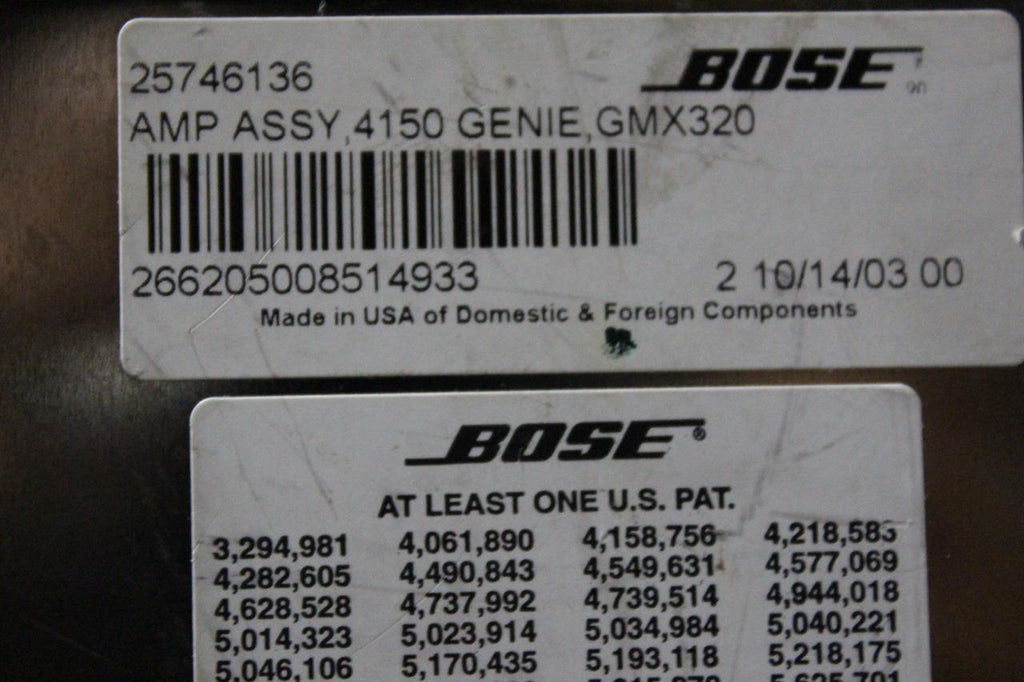 25746136 BOSE
AMP ASSY,4150 GENIE,GMX320
266205008514933 2 10/14/03 00
Made in USA of Domestic & Foreign Components
BOSE®
AT LEAST ONE U.S. PAT.
3,294,981 4,061,890 4,158,756 4,218,583
4,282,605 4,490,843 4,549,631 4,577,069
4,628,528 4,737,992 4,739,514 4,944,018
5,014,323 5,023,914 5,034,984 5,040,221
5,046,106 5,170,435 5,193,118 5,218,175